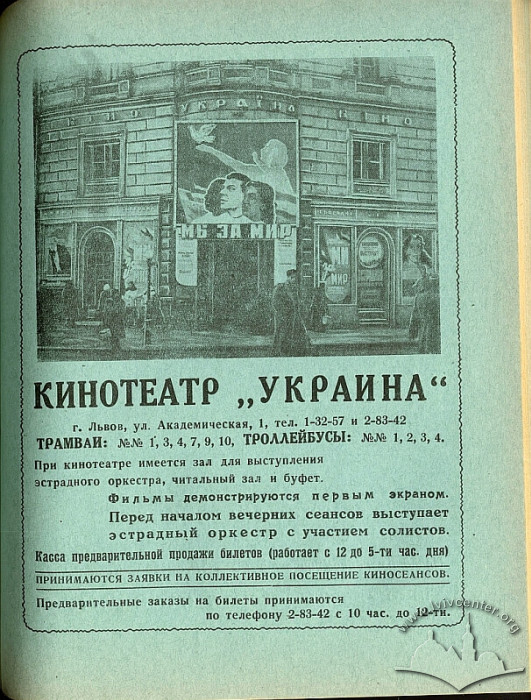 КІНО УКРАЇНА КІНО
МЫ ЗА МИР
ЗА
МИР
КИНОТЕАТР „УКРАИНА“
г. Львов, ул. Академическая, 1, тел. 1-32-57 и 2-83-42
ТРАМВАИ: №№ 1, 3, 4, 7, 9, 10, ТРОЛЛЕЙБУСЫ: №№ 1, 2, 3, 4.
При кинотеатре имеется зал для выступления
эстрадного оркестра, читальный зал и буфет.
Фильмы демонстрируются первым экраном.
Перед началом вечерних сеансов выступает
эстрадный оркестр с участием солистов.
Касса предварительной продажи билетов (работает с 12 до 5-ти час. дня)
ПРИНИМАЮТСЯ ЗАЯВКИ НА КОЛЛЕКТИВНОЕ ПОСЕЩЕНИЕ КИНОСЕАНСОВ.
Предварительные заказы на билеты принимаются
по телефону 2-83-42 с 10 час. до 12-ти.
www.lvivcenter.org